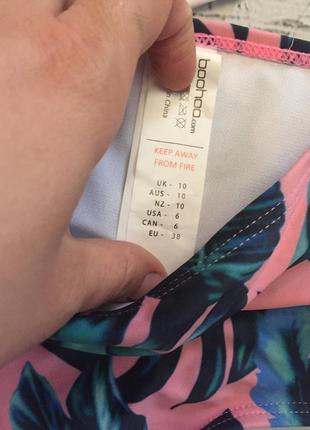 boohoo.com
China
KEEP AWAY
FROM FIRE
UK - 10
AUS - 10
NZ - 10
USA - 6
CAN - 6
EU - 38